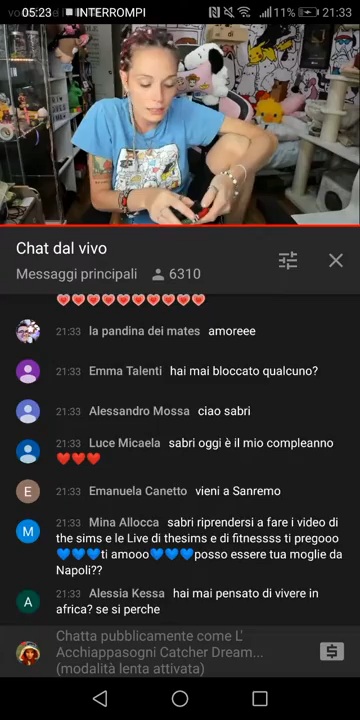 05:23 INTERROMPI 11% 21:33
Chat dal vivo
Messaggi principali 6310
21:33 la pandina dei mates amoreee
21:33 Emma Talenti hai mai bloccato qualcuno?
21:33 Alessandro Mossa ciao sabri
21:33 Luce Micaela sabri oggi è il mio compleanno
❤️❤️❤️
E 21:33 Emanuela Canetto vieni a Sanremo
M 21:33 Mina Allocca sabri riprendersi a fare i video di
the sims e le Live di thesims e di fitnessss ti pregooo
💙💙💙ti amooo💙💙💙posso essere tua moglie da
Napoli??
A 21:33 Alessia Kessa hai mai pensato di vivere in
africa? se si perche
Chatta pubblicamente come L'
Acchiappasogni Catcher Dream...
(modalità lenta attivata)